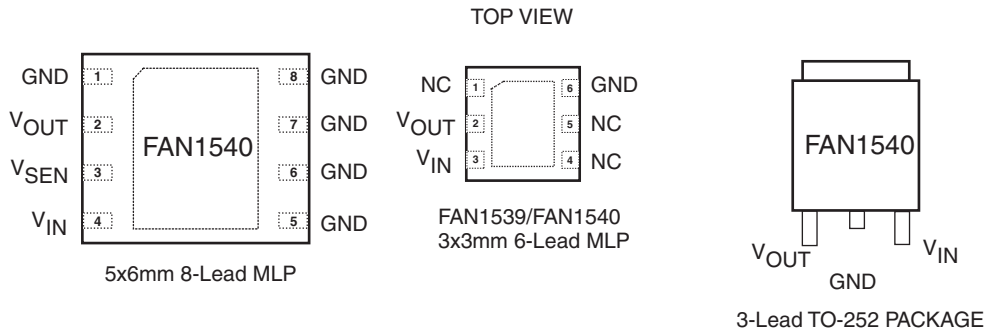 TOP VIEW
GND 1 8 GND
VOUT 2 7 GND
VSEN 3 6 GND
VIN 4 5 GND
FAN1540
5x6mm 8-Lead MLP
NC 1 6 GND
VOUT 2 5 NC
VIN 3 4 NC
FAN1539/FAN1540
3x3mm 6-Lead MLP
FAN1540
VOUT
GND
VIN
3-Lead TO-252 PACKAGE